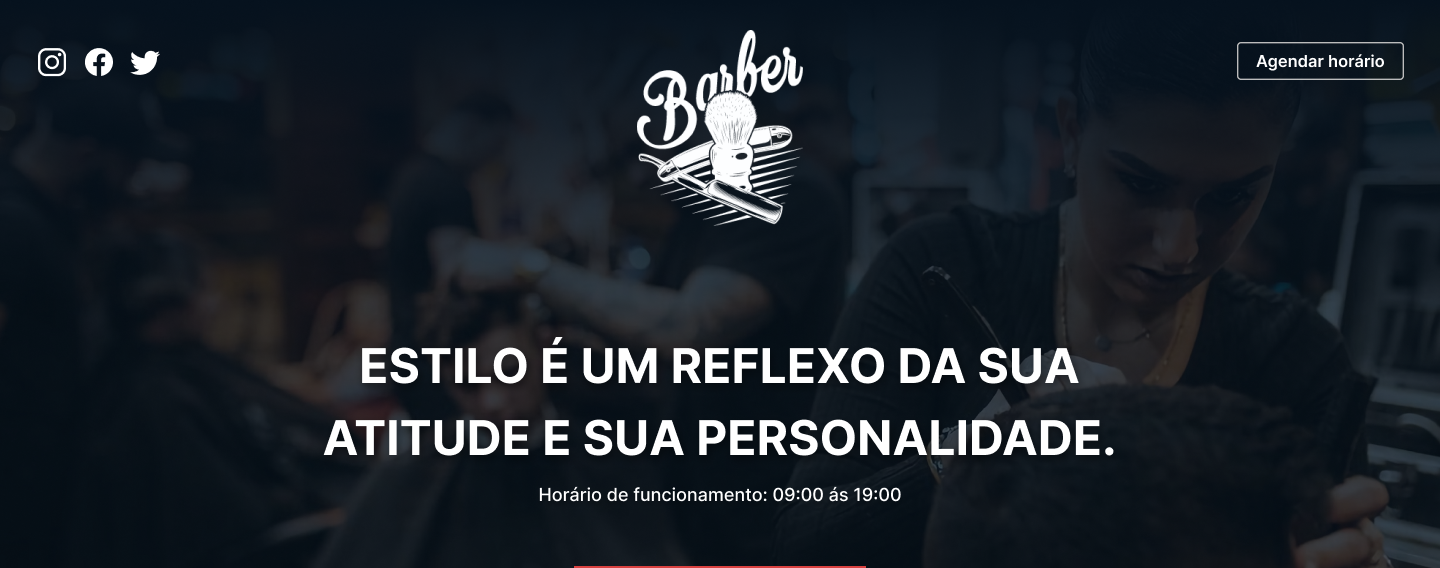 Barber
Agendar horário
ESTILO É UM REFLEXO DA SUA
ATITUDE E SUA PERSONALIDADE.
Horário de funcionamento: 09:00 ás 19:00